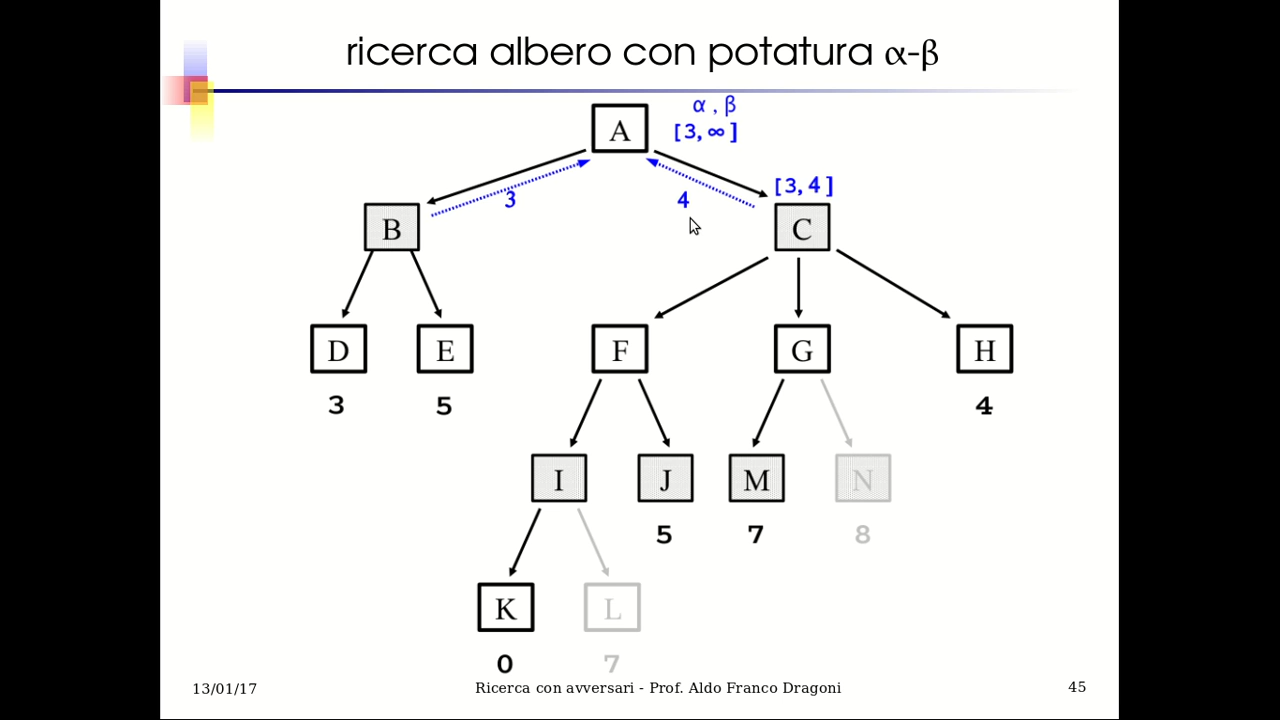 ricerca albero con potatura α-β
α , β
A
[3, ∞]
3
4
[3, 4]
B
C
D
E
F
G
H
3
5
4
I
J
M
N
5
7
8
K
L
0
7
13/01/17
Ricerca con avversari - Prof. Aldo Franco Dragoni
45